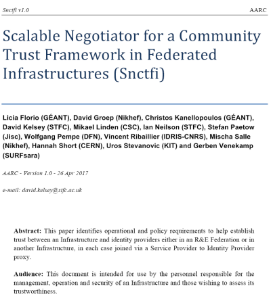 Snctfi v1.0 AARC
Scalable Negotiator for a Community
Trust Framework in Federated
Infrastructures (Snctfi)
Licia Florio (GÉANT), David Groep (Nikhef), Christos Kanellopoulos (GÉANT),
David Kelsey (STFC), Mikael Linden (CSC), Ian Neilson (STFC), Stefan Paetow
(Jisc), Wolfgang Pempe (DFN), Vincent Ribaillier (IDRIS-CNRS), Mischa Salle
(Nikhef), Hannah Short (CERN), Uros Stevanovic (KIT) and Gerben Venekamp
(SURFsara)
AARC - Version 1.0 - 26 Apr 2017
e-mail: david.kelsey@stfc.ac.uk
Abstract: This paper identifies operational and policy requirements to help establish
trust between an Infrastructure and identity providers either in an R&E Federation or in
another Infrastructure, in each case joined via a Service Provider to Identity Provider
proxy.
Audience: This document is intended for use by the personnel responsible for the
management, operation and security of an Infrastructure and those wishing to assess its
trustworthiness.